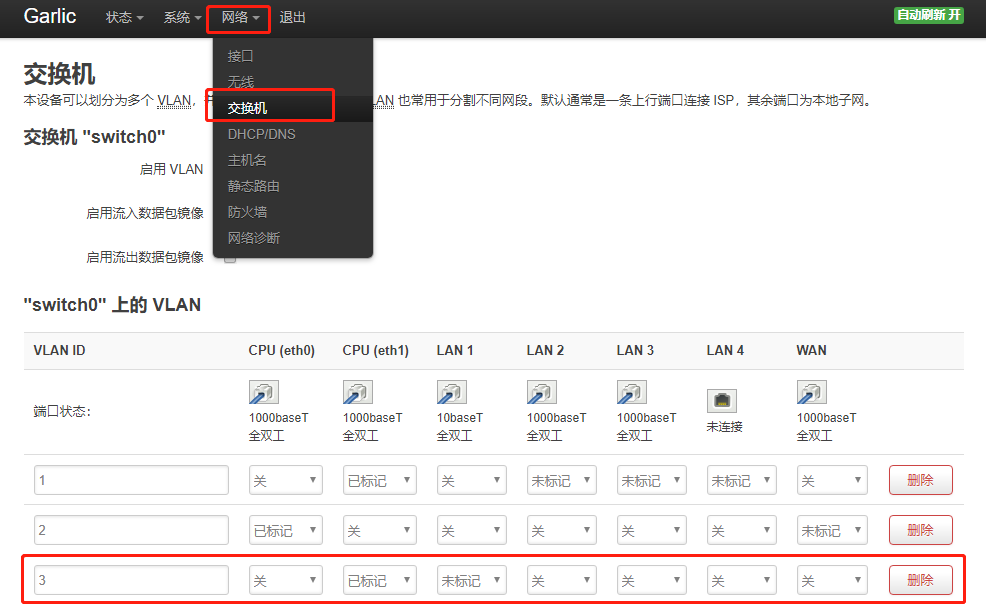 Garlic 状态 系统 网络 退出 自动刷新 开
接口
无线
交换机
DHCP/DNS
主机名
静态路由
防火墙
网络诊断
交换机
本设备可以划分为多个 VLAN, AN 也常用于分割不同网段。默认通常是一条上行端口连接 ISP，其余端口为本地子网。
交换机 "switch0"
启用 VLAN
启用流入数据包镜像
启用流出数据包镜像
"switch0" 上的 VLAN
VLAN ID CPU (eth0) CPU (eth1) LAN 1 LAN 2 LAN 3 LAN 4 WAN
端口状态: 1000baseT 全双工 1000baseT 全双工 10baseT 全双工 1000baseT 全双工 1000baseT 全双工 未连接 1000baseT 全双工
1 关 已标记 关 未标记 未标记 未标记 关 删除
2 已标记 关 关 关 关 关 未标记 删除
3 关 已标记 未标记 关 关 关 关 删除